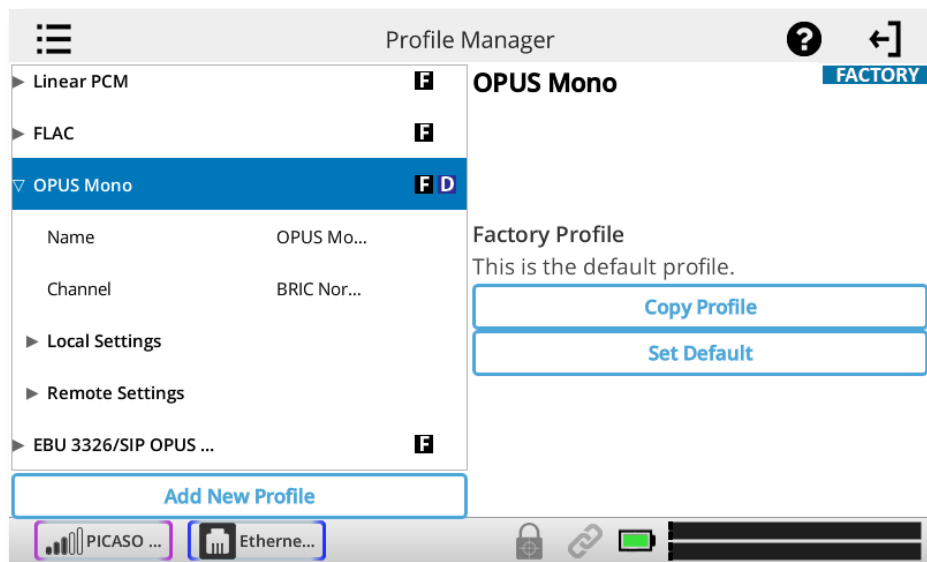 Profile Manager
?
Linear PCM F
FLAC F
OPUS Mono F D
Name OPUS Mo...
Channel BRIC Nor...
Local Settings
Remote Settings
EBU 3326/SIP OPUS ... F
Add New Profile
OPUS Mono FACTORY
Factory Profile
This is the default profile.
Copy Profile
Set Default
PICASO ... Etherne...